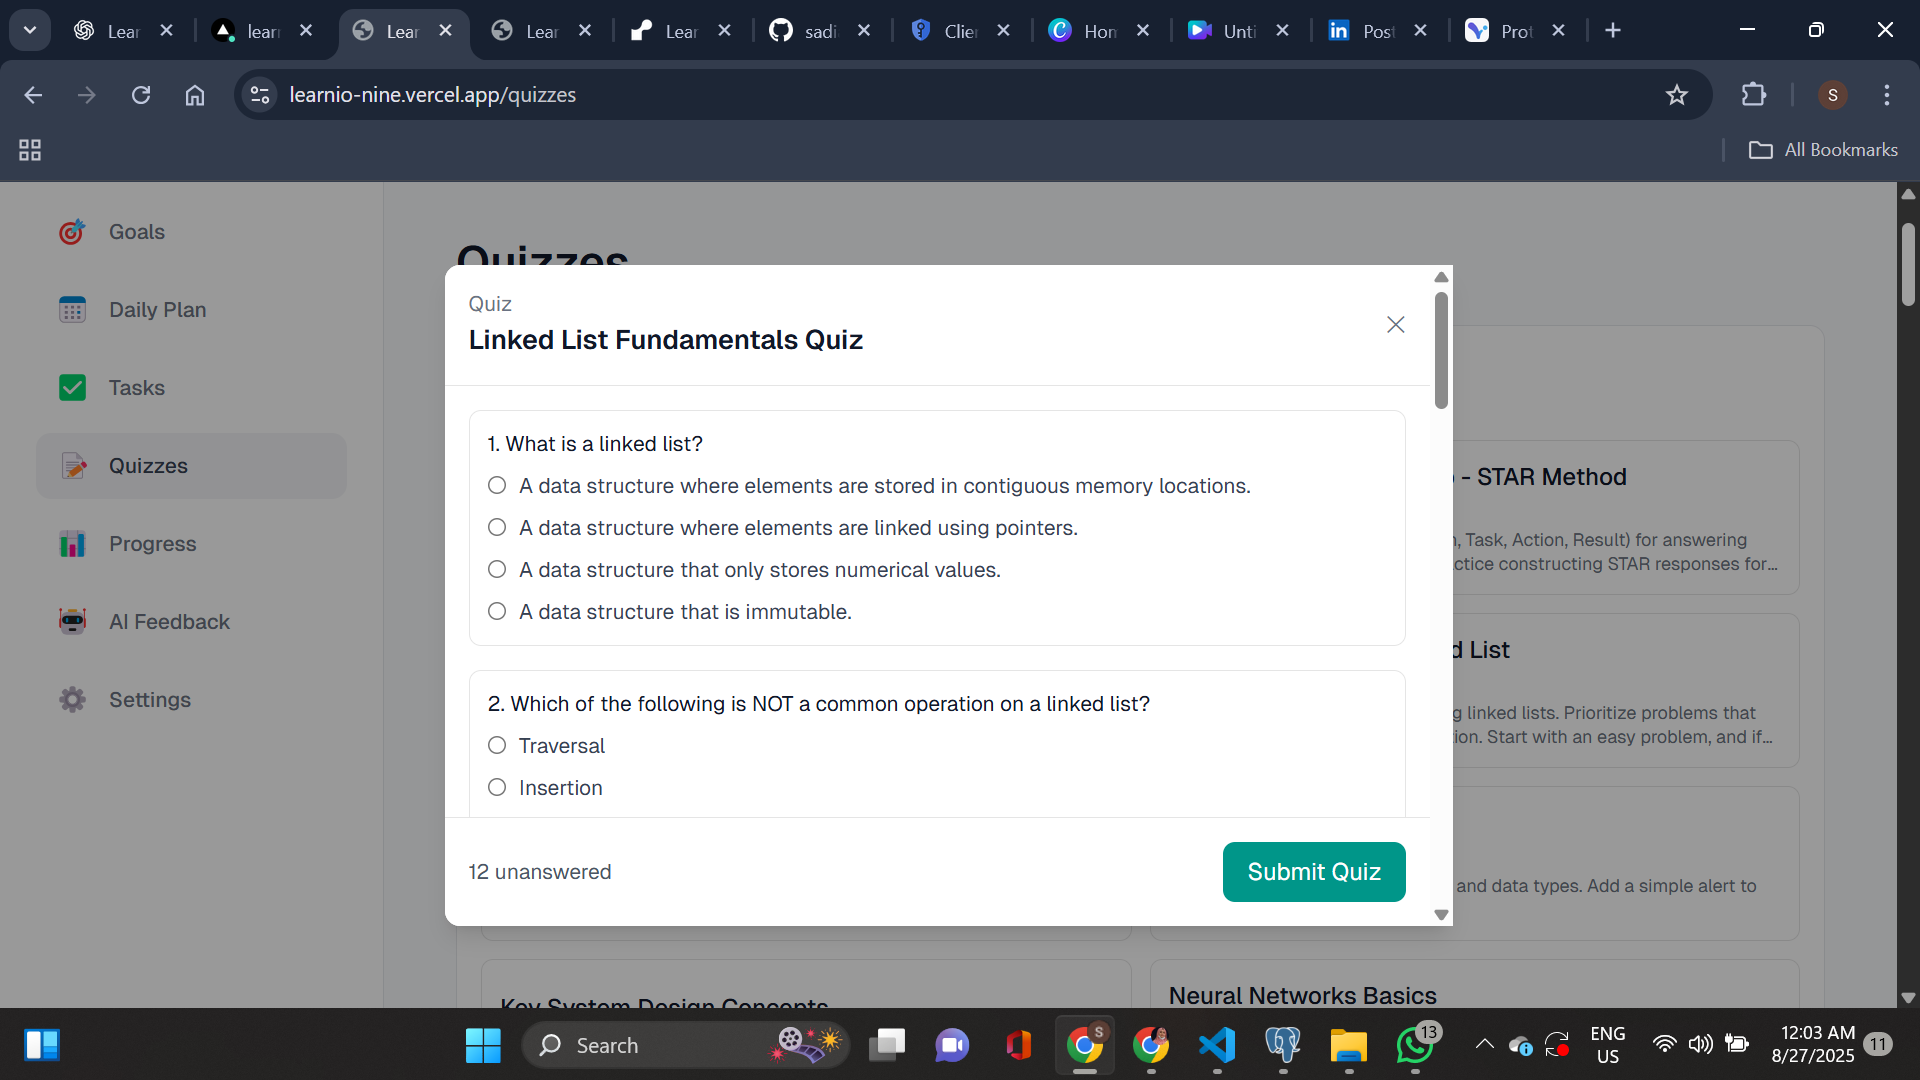 Lear
lear
Lear
Lear
Lear
sadi
Clie
Hom
Unti
Post
Prot
learnio-nine.vercel.app/quizzes
S
All Bookmarks
Goals
Daily Plan
Tasks
Quizzes
Progress
AI Feedback
Settings
Quizzes
Quiz
Linked List Fundamentals Quiz
1. What is a linked list?
A data structure where elements are stored in contiguous memory locations.
A data structure where elements are linked using pointers.
A data structure that only stores numerical values.
A data structure that is immutable.
2. Which of the following is NOT a common operation on a linked list?
Traversal
Insertion
12 unanswered
Submit Quiz
- STAR Method
, Task, Action, Result) for answering
ctice constructing STAR responses for...
d List
g linked lists. Prioritize problems that
ion. Start with an easy problem, and if...
and data types. Add a simple alert to
Key System Design Concepts
Neural Networks Basics
Search
S
13
ENG
US
12:03 AM
8/27/2025
11